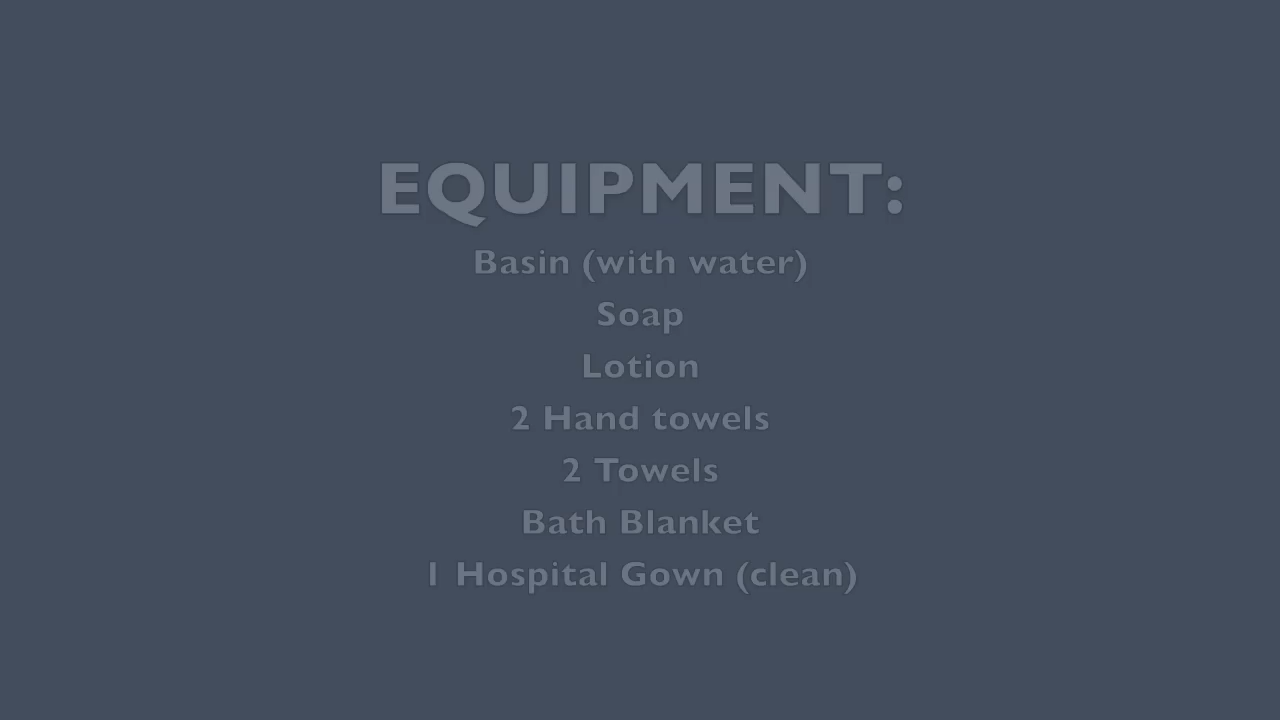 EQUIPMENT:
Basin (with water)
Soap
Lotion
2 Hand towels
2 Towels
Bath Blanket
1 Hospital Gown (clean)